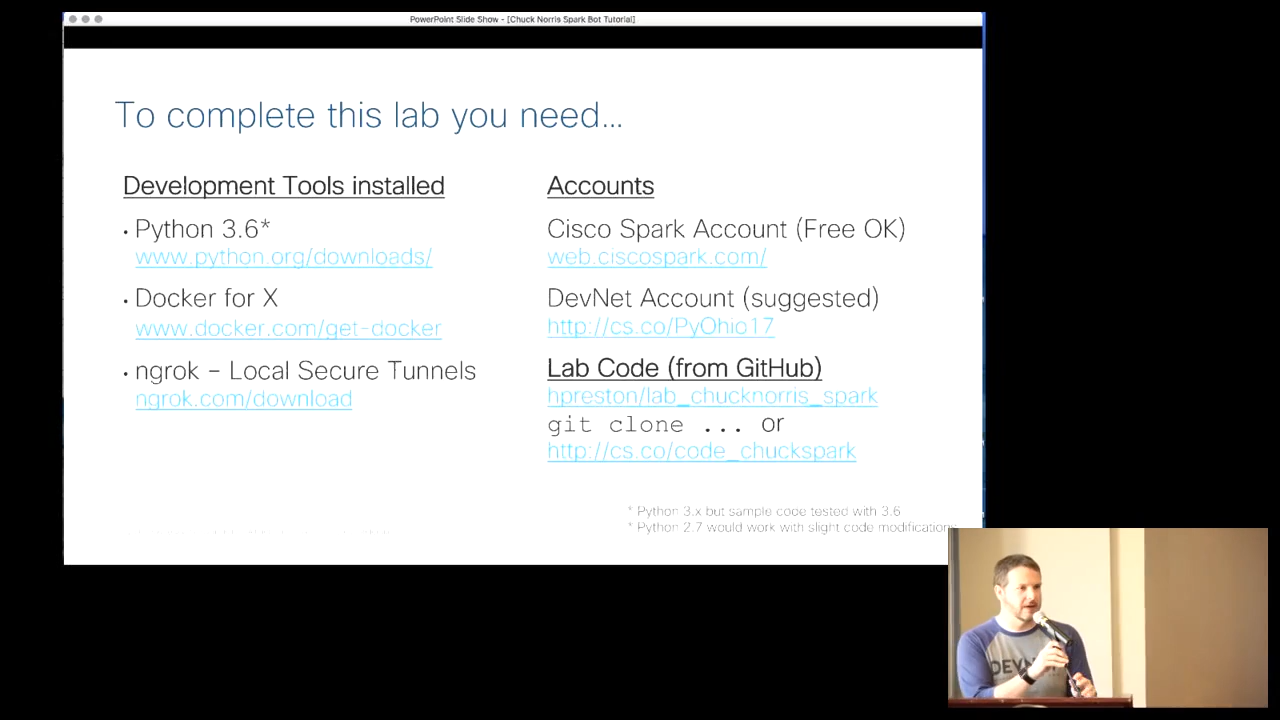 PowerPoint Slide Show - [Chuck Norris Spark Bot Tutorial]
To complete this lab you need...
Development Tools installed
• Python 3.6*
www.python.org/downloads/
• Docker for X
www.docker.com/get-docker
• ngrok – Local Secure Tunnels
ngrok.com/download
Accounts
Cisco Spark Account (Free OK)
web.ciscospark.com/
DevNet Account (suggested)
http://cs.co/PyOhio17
Lab Code (from GitHub)
hpreston/lab_chucknorris_spark
git clone ... or
http://cs.co/code_chuckspark
* Python 3.x but sample code tested with 3.6
* Python 2.7 would work with slight code modifications